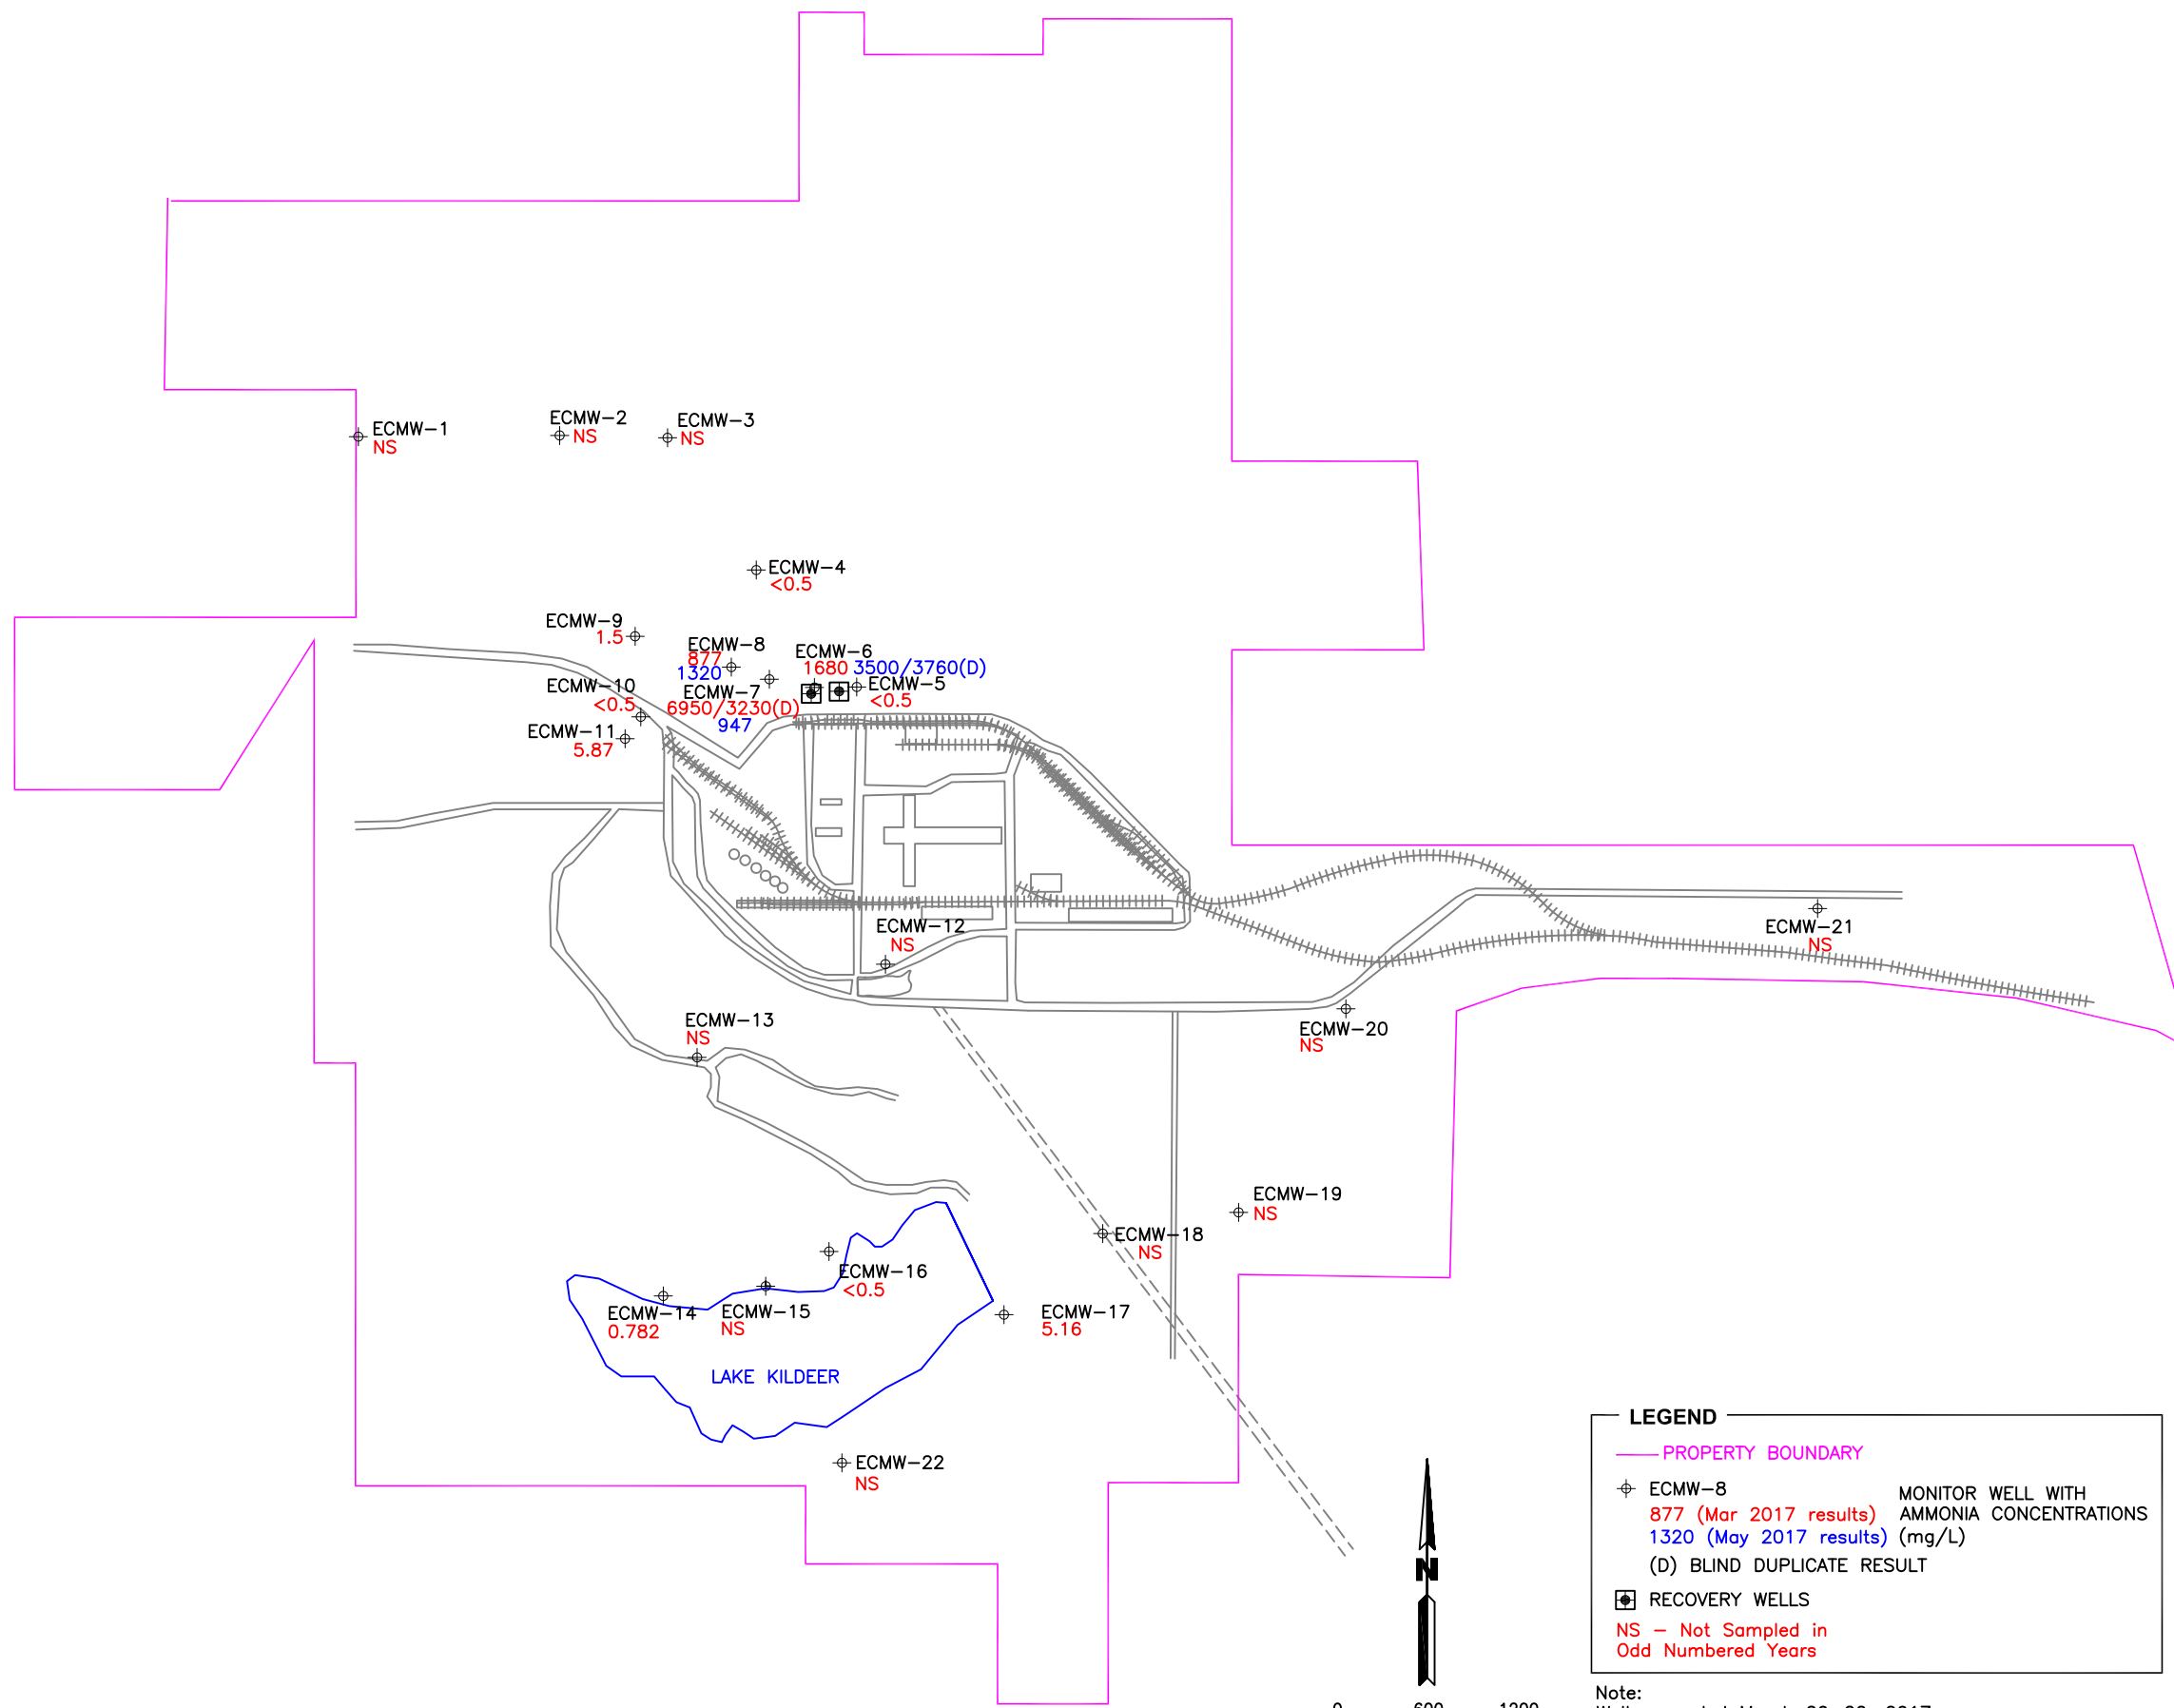 ECMW-1
NS
ECMW-2
NS
ECMW-3
NS
ECMW-4
<0.5
ECMW-9
1.5
ECMW-8
877
1320
ECMW-6
1680 3500/3760(D)
ECMW-5
<0.5
ECMW-10
<0.5
ECMW-7
6950/3230(D)
947
ECMW-11
5.87
ECMW-12
NS
ECMW-21
NS
ECMW-13
NS
ECMW-20
NS
ECMW-19
NS
ECMW-18
NS
ECMW-16
<0.5
ECMW-14
0.782
ECMW-15
NS
ECMW-17
5.16
LAKE KILDEER
ECMW-22
NS
N
0 600 1200
LEGEND
PROPERTY BOUNDARY
ECMW-8
877 (Mar 2017 results)
1320 (May 2017 results)
MONITOR WELL WITH
AMMONIA CONCENTRATIONS
(mg/L)
(D) BLIND DUPLICATE RESULT
RECOVERY WELLS
NS - Not Sampled in
Odd Numbered Years
Note: